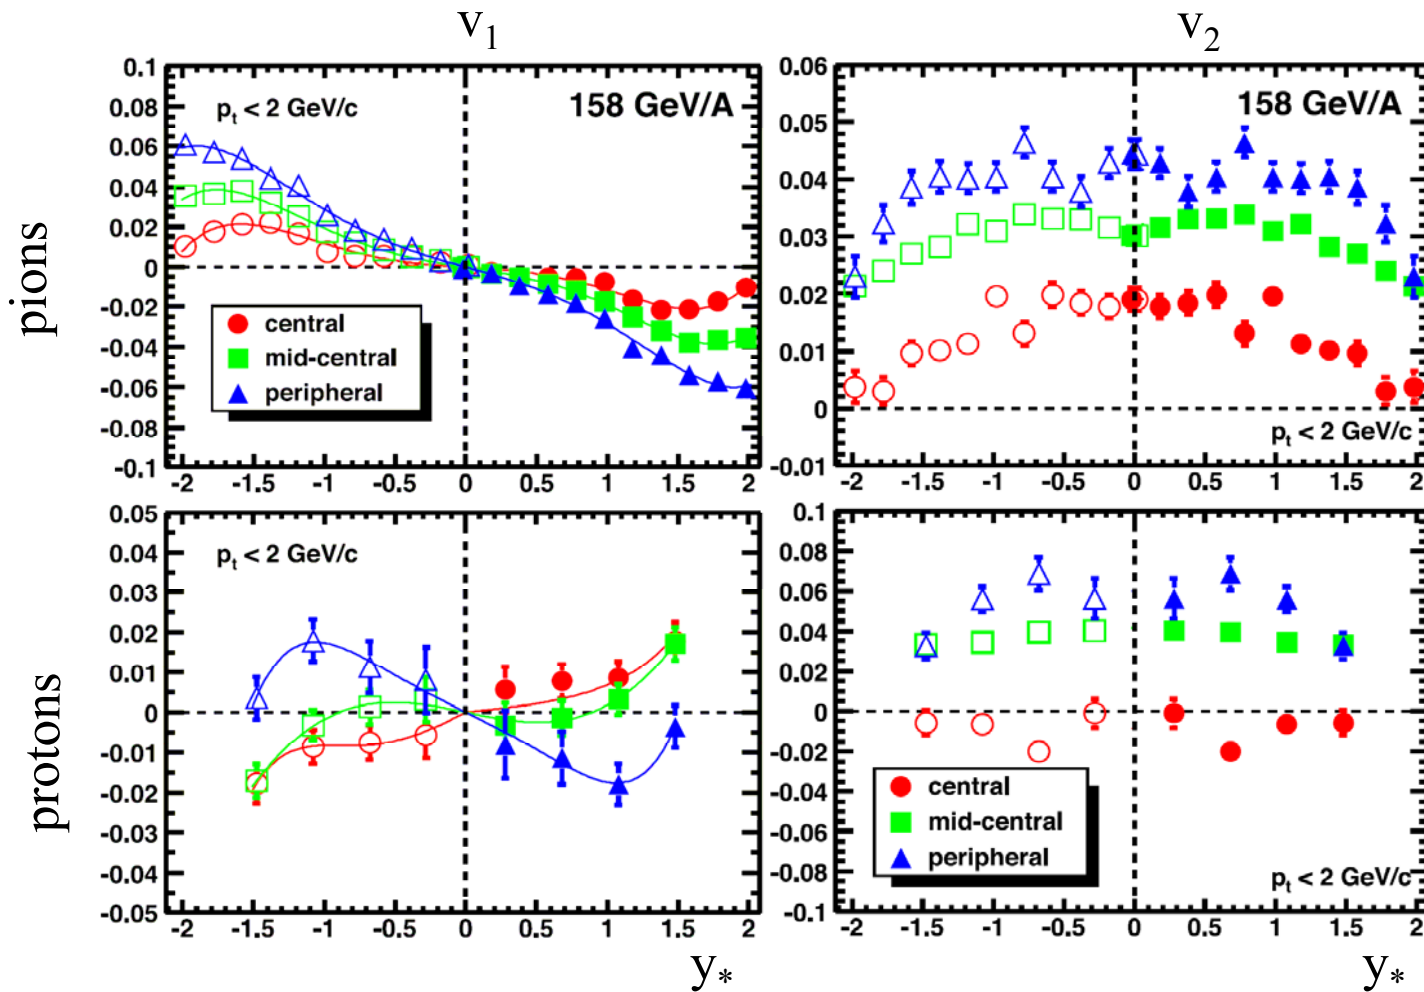 v1
v2
pions
0.1
0.08
0.06
0.04
0.02
0
-0.02
-0.04
-0.06
-0.08
-0.1
pt < 2 GeV/c
158 GeV/A
central
mid-central
peripheral
-2 -1.5 -1 -0.5 0 0.5 1 1.5 2
0.06
0.05
0.04
0.03
0.02
0.01
0
-0.01
158 GeV/A
pt < 2 GeV/c
-2 -1.5 -1 -0.5 0 0.5 1 1.5 2
protons
0.05
0.04
0.03
0.02
0.01
0
-0.01
-0.02
-0.03
-0.04
-0.05
pt < 2 GeV/c
-2 -1.5 -1 -0.5 0 0.5 1 1.5 2
y*
0.1
0.08
0.06
0.04
0.02
0
-0.02
-0.04
-0.06
-0.08
-0.1
central
mid-central
peripheral
pt < 2 GeV/c
-2 -1.5 -1 -0.5 0 0.5 1 1.5 2
y*